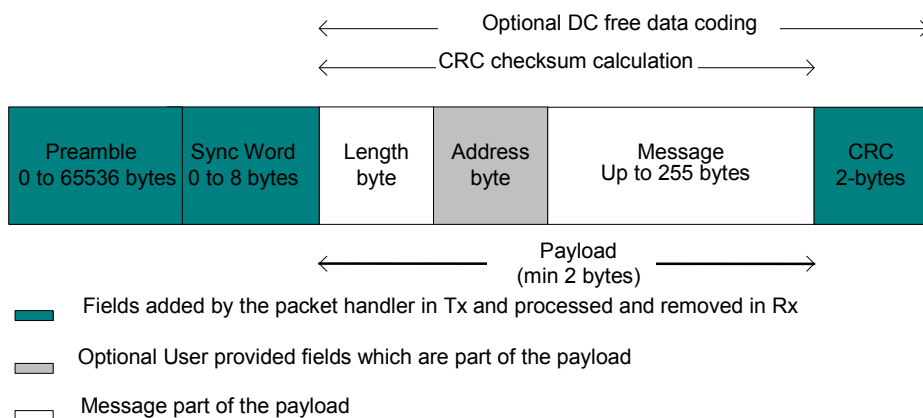 Optional DC free data coding
CRC checksum calculation
Preamble
0 to 65536 bytes
Sync Word
0 to 8 bytes
Length
byte
Address
byte
Message
Up to 255 bytes
CRC
2-bytes
Payload
(min 2 bytes)
Fields added by the packet handler in Tx and processed and removed in Rx
Optional User provided fields which are part of the payload
Message part of the payload